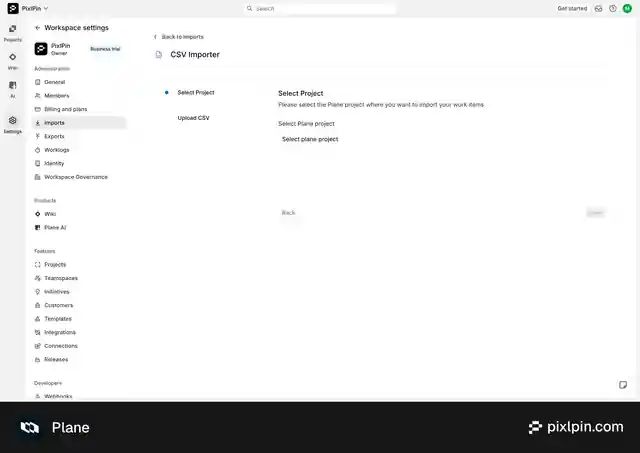 PixlPin
Search
Get started
M
Projects
Wiki
AI
Settings
Workspace settings
PixlPin
Owner
Business trial
Administration
General
Members
Billing and plans
Imports
Exports
Worklogs
Identity
Workspace Governance
Products
Wiki
Plane AI
Features
Projects
Teamspaces
Initiatives
Customers
Templates
Integrations
Connections
Releases
Developers
Webhooks
Back to imports
CSV Importer
Select Project
Upload CSV
Select Project
Please select the Plane project where you want to import your work items
Select Plane project
Select plane project
Back
Plane
pixlpin.com